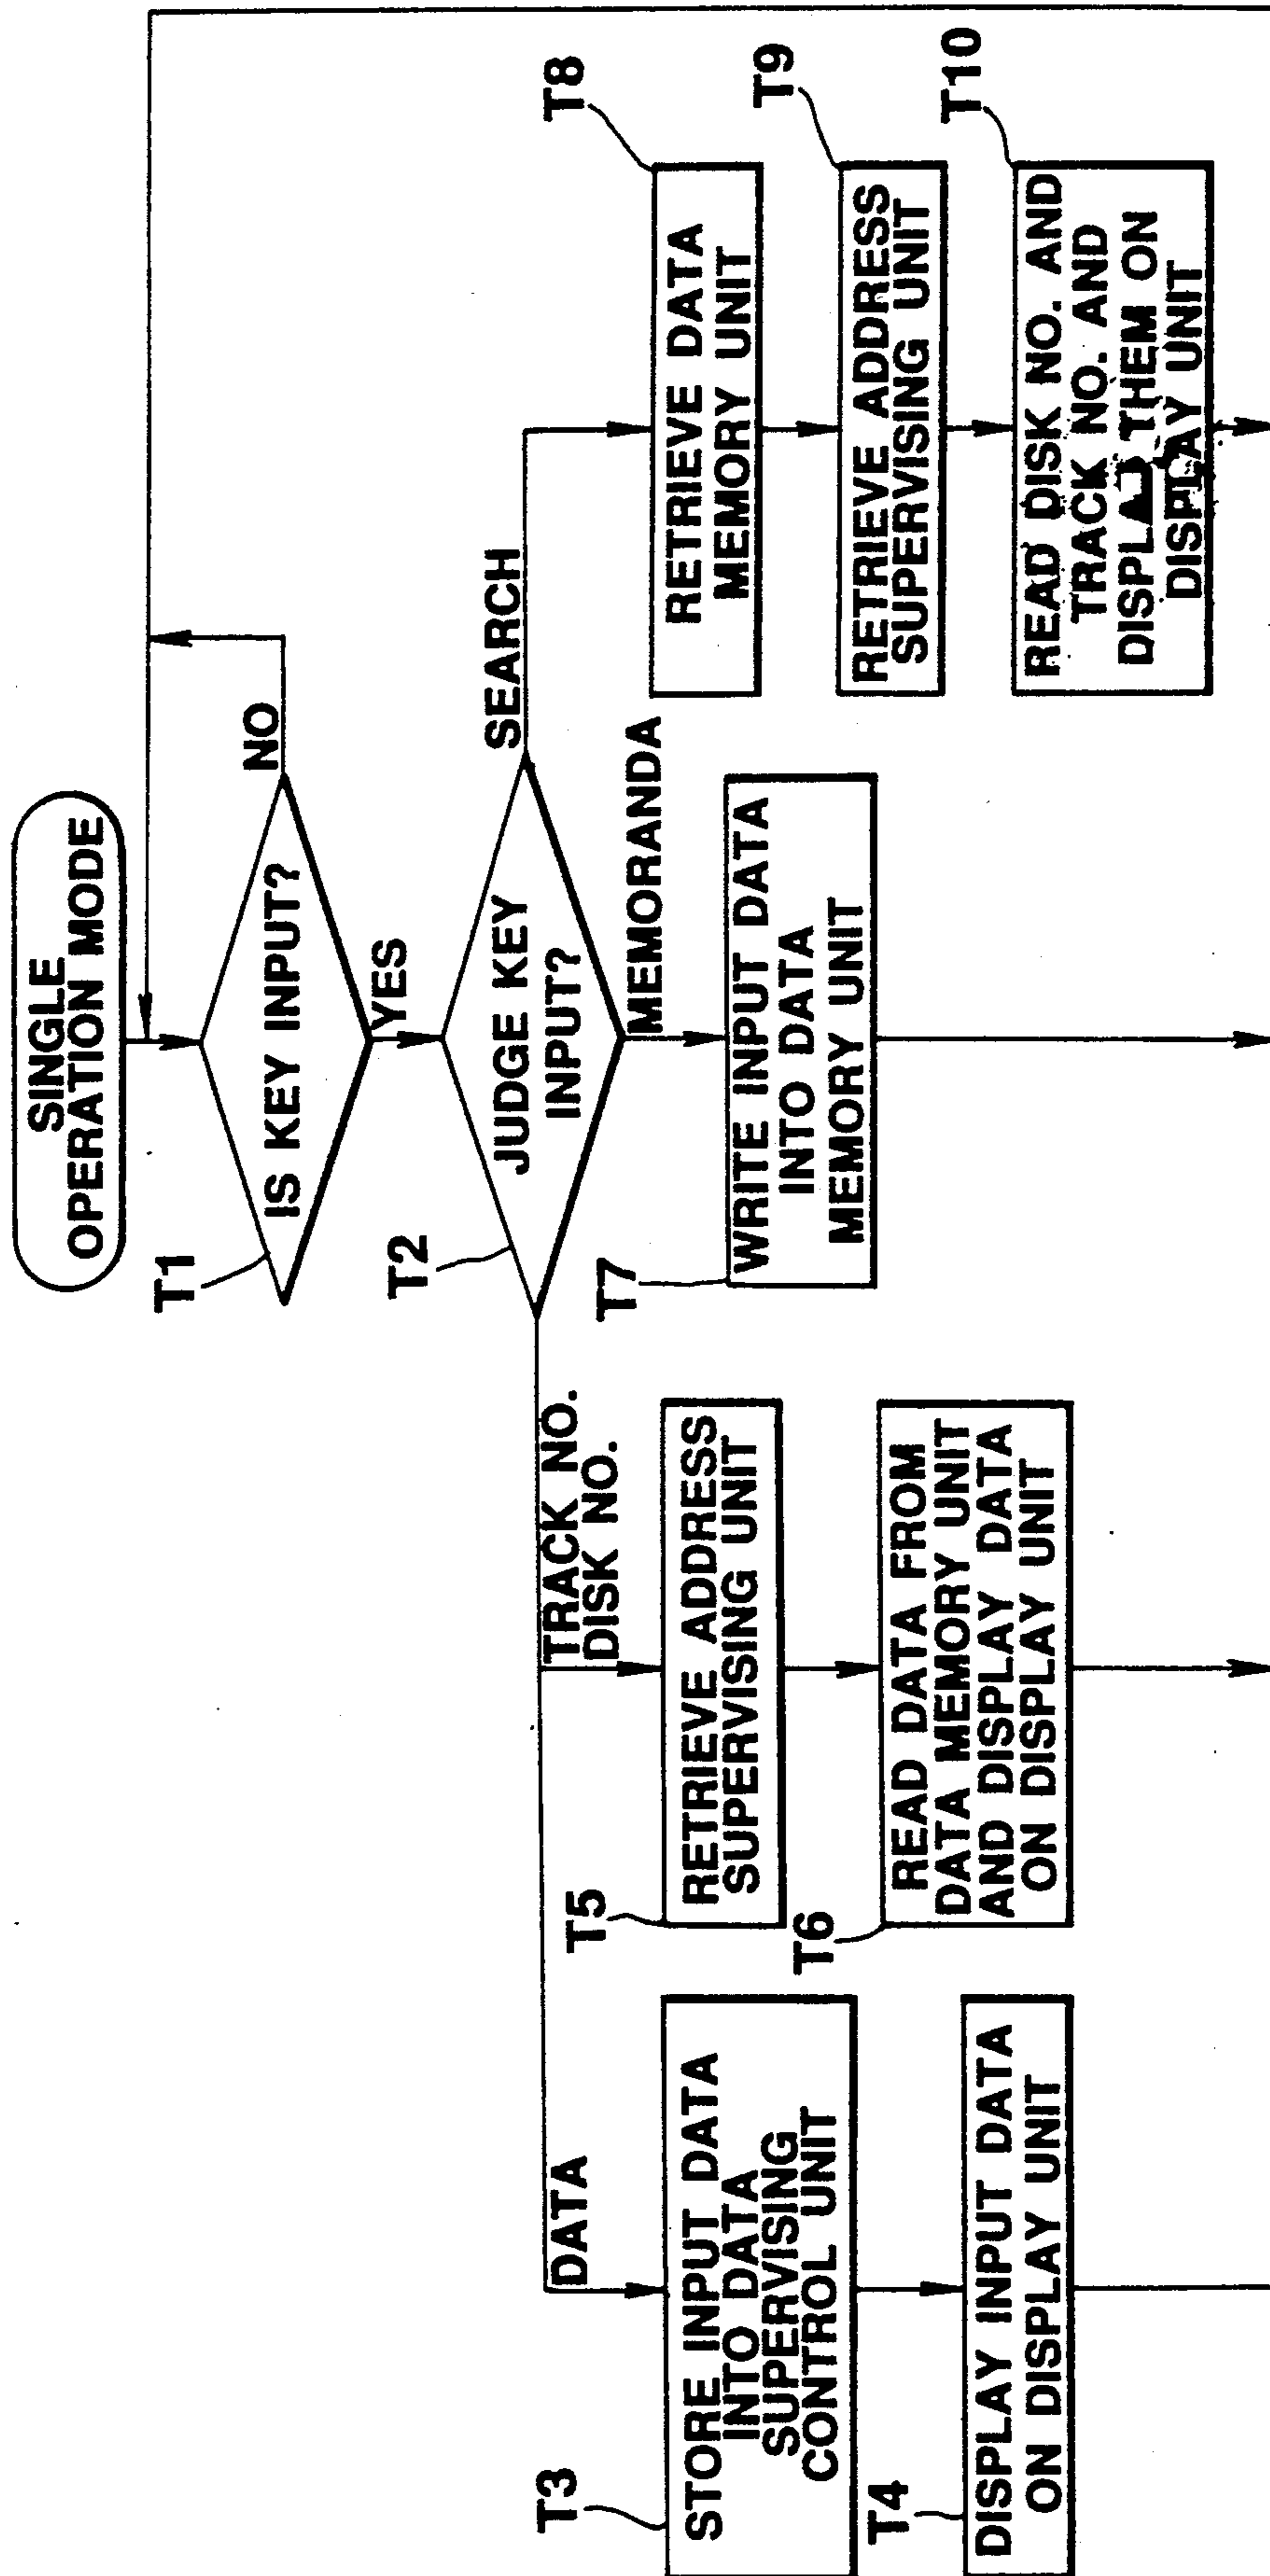 SINGLE
OPERATION MODE
T1
IS KEY INPUT?
NO
YES
T2
JUDGE KEY
INPUT?
SEARCH
MEMORANDA
TRACK NO.
DISK NO.
DATA
T3
STORE INPUT DATA
INTO DATA
SUPERVISING
CONTROL UNIT
T4
DISPLAY INPUT DATA
ON DISPLAY UNIT
T5
RETRIEVE ADDRESS
SUPERVISING UNIT
T6
READ DATA FROM
DATA MEMORY UNIT
AND DISPLAY DATA
ON DISPLAY UNIT
T7
WRITE INPUT DATA
INTO DATA
MEMORY UNIT
T8
RETRIEVE DATA
MEMORY UNIT
T9
RETRIEVE ADDRESS
SUPERVISING UNIT
T10
READ DISK NO. AND
TRACK NO. AND
DISPLAY THEM ON
DISPLAY UNIT